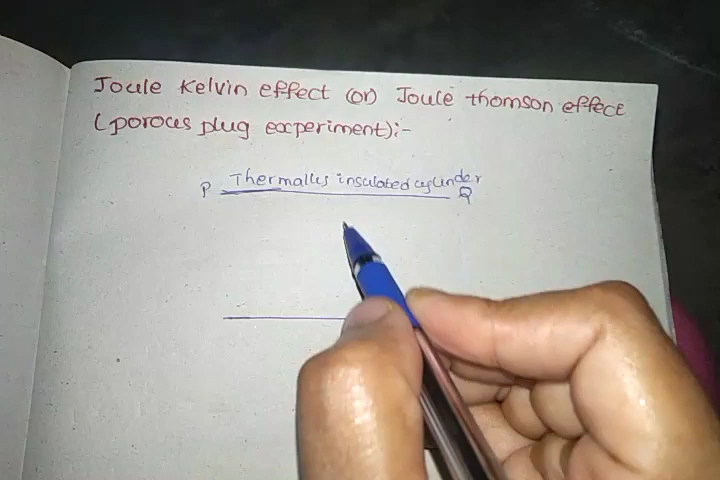 Joule Kelvin effect (or) Joule thomson effect
(porous plug experiment):-
P Thermally insulated cylinder Q